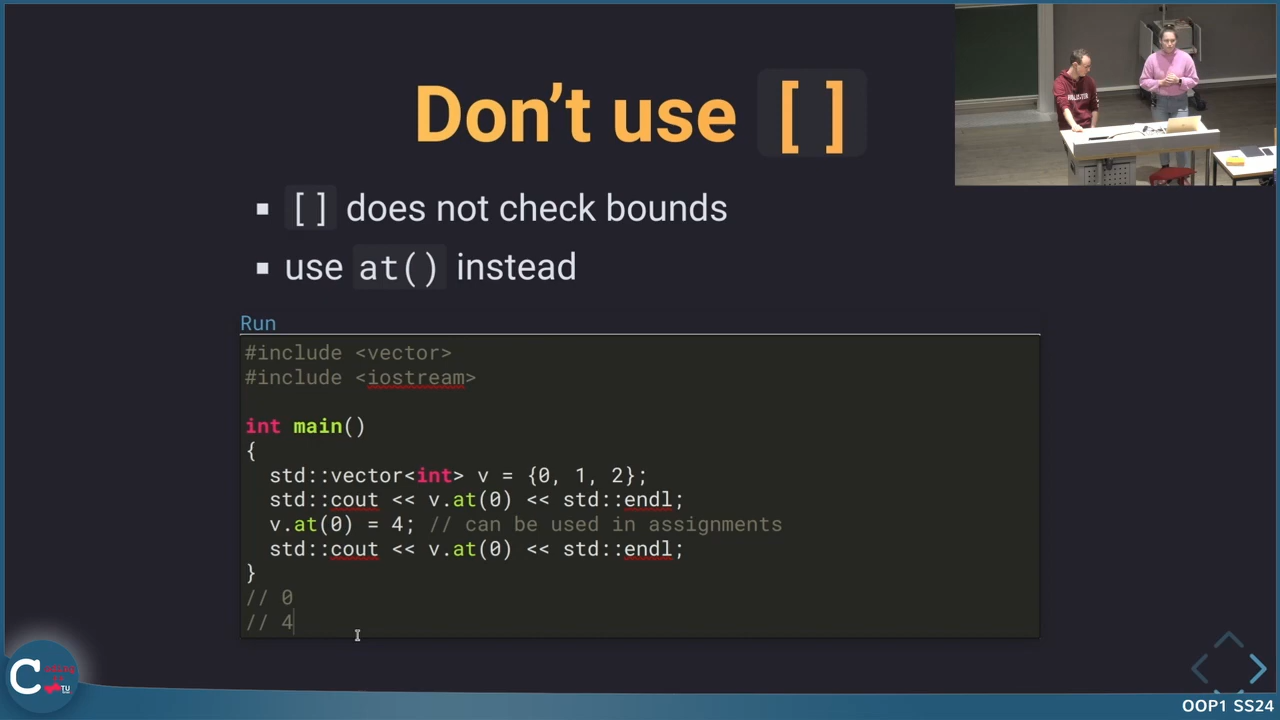 Don't use []
▪ [] does not check bounds
▪ use at() instead
Run
#include <vector>
#include <iostream>

int main()
{
  std::vector<int> v = {0, 1, 2};
  std::cout << v.at(0) << std::endl;
  v.at(0) = 4; // can be used in assignments
  std::cout << v.at(0) << std::endl;
}
// 0
// 4
C
TU
OOP1 SS24